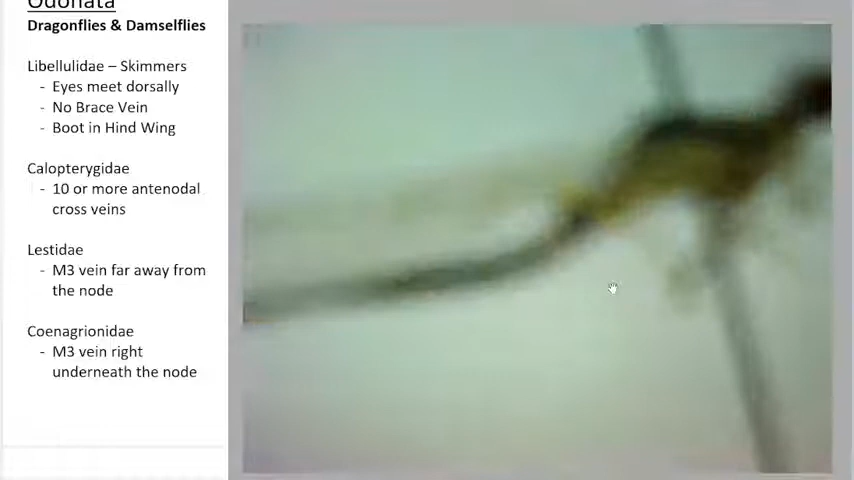 Odonata
Dragonflies & Damselflies
Libellulidae – Skimmers
- Eyes meet dorsally
- No Brace Vein
- Boot in Hind Wing
Calopterygidae
- 10 or more antenodal
cross veins
Lestidae
- M3 vein far away from
the node
Coenagrionidae
- M3 vein right
underneath the node